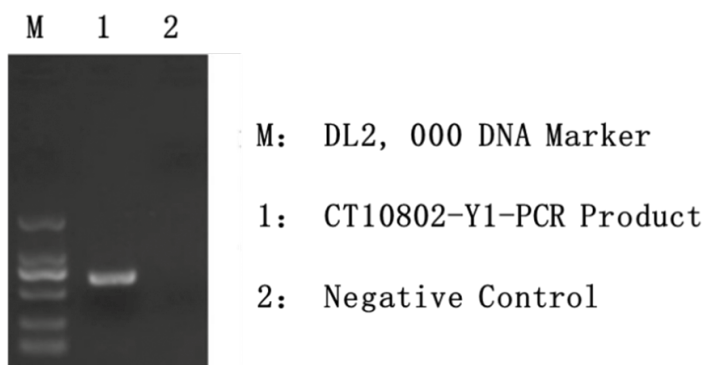 M 1 2
M： DL2, 000 DNA Marker
1： CT10802-Y1-PCR Product
2： Negative Control